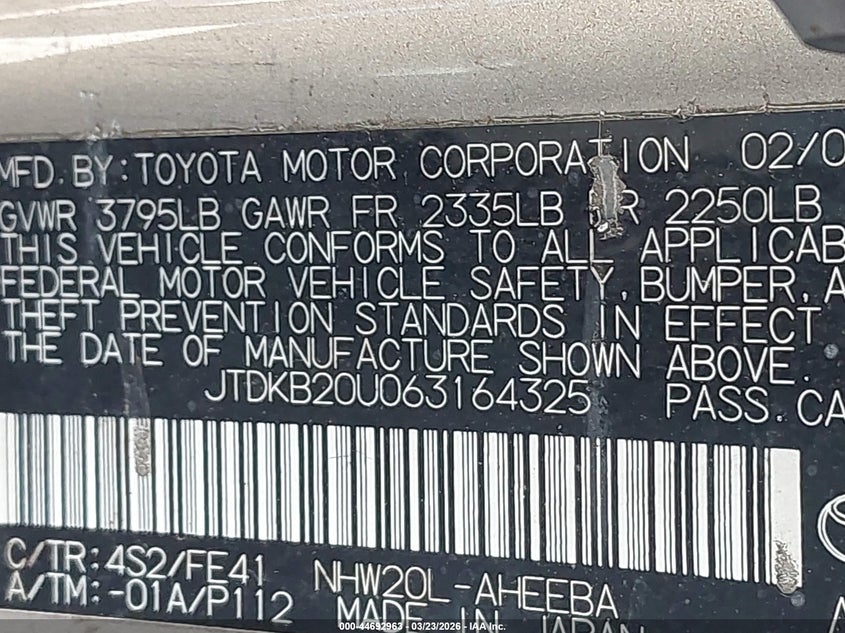 MFD. BY: TOYOTA MOTOR CORPORATION 02/0
GVWR 3795LB GAWR FR 2335LB R 2250LB
THIS VEHICLE CONFORMS TO ALL APPLICAB
FEDERAL MOTOR VEHICLE SAFETY, BUMPER, A
THEFT PREVENTION STANDARDS IN EFFECT
THE DATE OF MANUFACTURE SHOWN ABOVE.
JTDKB20U063164325 PASS. CA
C/TR: 4S2/FE41 NHW20L-AHEEBA
A/TM: -01A/P112 MADE IN JAPAN
000-44692963 - 03/23/2026 - IAA Inc.